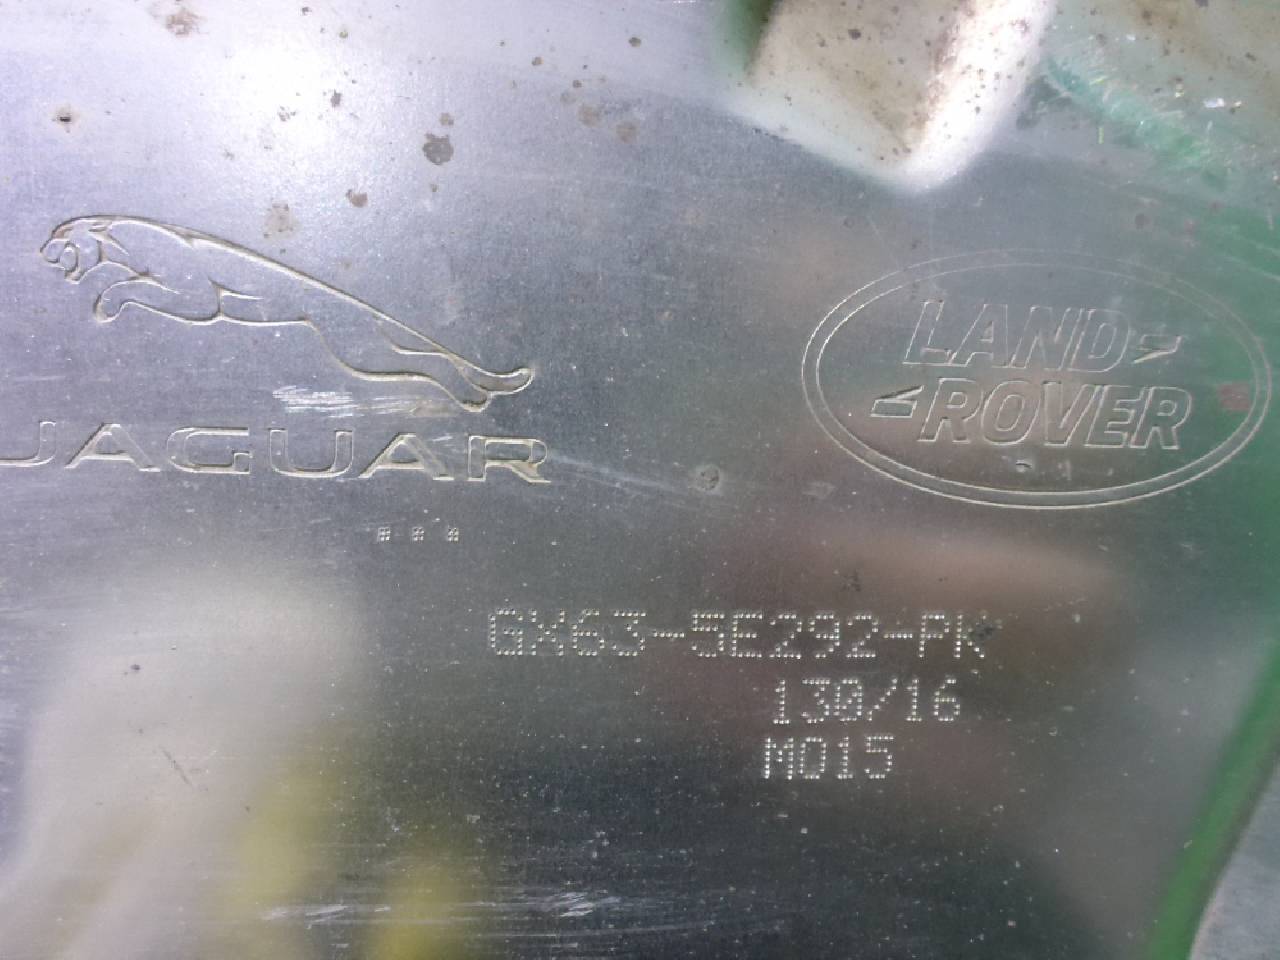 JAGUAR
LAND
ROVER
GX63-5E292-PK
130/16
M015